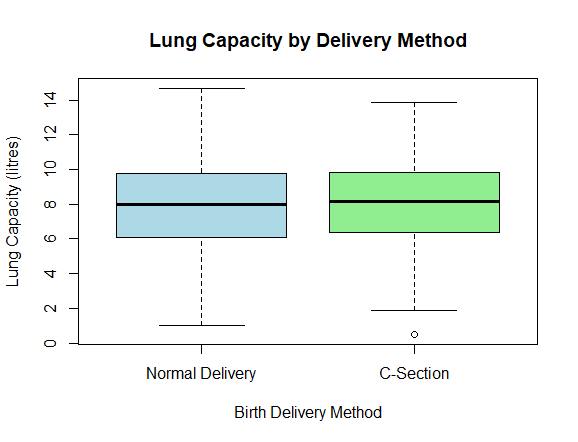 Lung Capacity by Delivery Method
Lung Capacity (litres)
14
12
10
8
6
4
2
0
Normal Delivery
C-Section
Birth Delivery Method